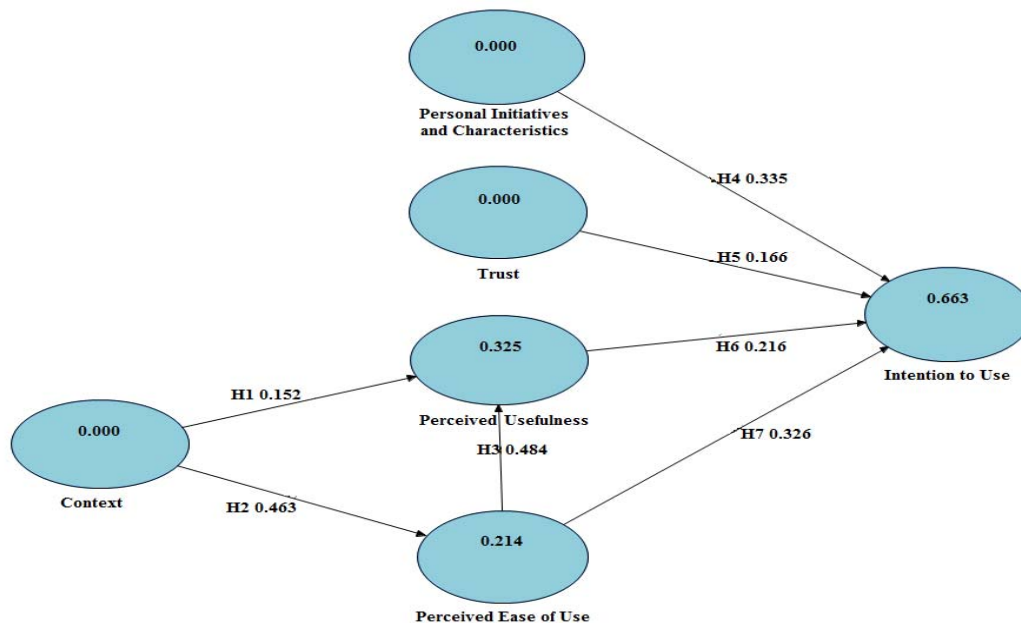 0.000
Personal Initiatives
and Characteristics
H4 0.335
0.000
Trust
H5 0.166
0.663
Intention to Use
0.325
Perceived Usefulness
H6 0.216
H1 0.152
0.000
Context
H3 0.484
H7 0.326
H2 0.463
0.214
Perceived Ease of Use